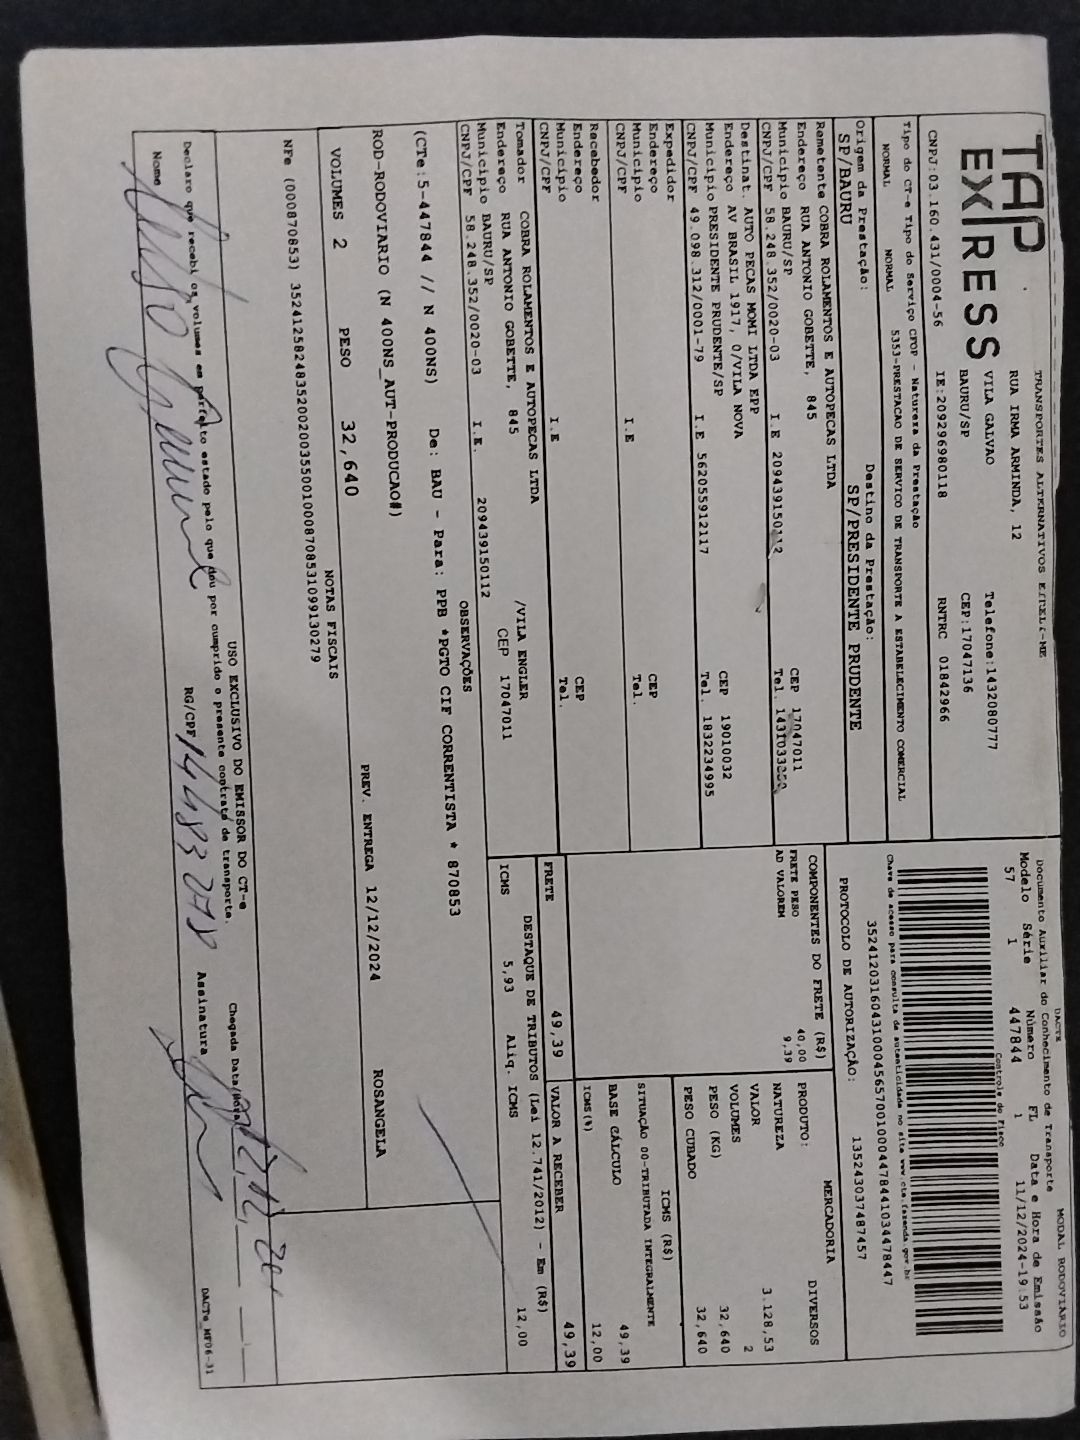 TAP EXPRESS
TRANSPORTES ALTERNATIVOS EIRELI-ME
RUA IRMA ARMINDA, 12 Telefone:1432080777
VILA GALVAO CEP:17047136
BAURU/SP
CNPJ:03.160.431/0004-56 IE:209296980118 RNTRC 01842966
Tipo do CT-e Tipo do Serviço CFOP - Natureza da Prestação
NORMAL NORMAL 5353-PRESTACAO DE SERVICO DE TRANSPORTE A ESTABELECIMENTO COMERCIAL
Origem da Prestação: Destino da Prestação:
SP/BAURU SP/PRESIDENTE PRUDENTE
DACTE MODAL RODOVIARIO
Documento Auxiliar do Conhecimento de Transporte
Modelo Série Número FL Data e Hora de Emissão
57 1 447844 1 11/12/2024-19:53
Controle do Fisco
Chave de acesso para consulta de autenticidade no site www.cte.fazenda.gov.br
35241203160431000456570010004478441034478447
PROTOCOLO DE AUTORIZAÇÃO: 135243037487457
Remetente COBRA ROLAMENTOS E AUTOPECAS LTDA
Endereço RUA ANTONIO GOBETTE, 845
Municipio BAURU/SP CEP 17047011
CNPJ/CPF 58.248.352/0020-03 I.E 209439150112 Tel.
Destinat. AUTO PECAS MOMI LTDA EPP
Endereço AV BRASIL 1917, 0/VILA NOVA
Municipio PRESIDENTE PRUDENTE/SP CEP 19010032
CNPJ/CPF 49.098.312/0001-79 I.E 562055912117 Tel. 1832234995
Expedidor
Endereço
Municipio CEP
CNPJ/CPF I.E Tel.
Recebedor
Endereço
Municipio CEP
CNPJ/CPF I.E Tel.
Tomador COBRA ROLAMENTOS E AUTOPECAS LTDA
Endereço RUA ANTONIO GOBETTE, 845 /VILA ENGLER
Municipio BAURU/SP CEP 17047011
CNPJ/CPF 58.248.352/0020-03 I.E. 209439150112
COMPONENTES DO FRETE (R$)
FRETE PESO 40,00
AD VALOREM 9,39
FRETE 49,39
MERCADORIA
PRODUTO: DIVERSOS
NATUREZA
VALOR 3.128,53
VOLUMES 2
PESO (KG) 32,640
PESO CUBADO 32,640
ICMS (R$)
SITUAÇÃO 00-TRIBUTADA INTEGRALMENTE
BASE CÁLCULO 49,39
ICMS(%) 12,00
VALOR A RECEBER 49,39
DESTAQUE DE TRIBUTOS (Lei 12.741/2012) - Em (R$)
ICMS 5,93 Aliq. ICMS 12,00
OBSERVAÇÕES
(CTe:5-447844 // N 400NS) De: BAU - Para: PPB *PGTO CIF CORRENTISTA * 870853
ROD-RODOVIARIO (N 400NS_AUT-PRODUCAO#)
PREV. ENTREGA 12/12/2024 ROSANGELA
VOLUMES 2 PESO 32,640
NOTAS FISCAIS
NFe (000870853) 35241258248352002003550010008708531099130279
USO EXCLUSIVO DO EMISSOR DO CT-e
Declaro que recebi os volumes em perfeito estado pelo que dou por cumprido o presente contrato de transporte.
Chegada Data/Hora
Nome RG/CPF Assinatura
DACTe MF06-31